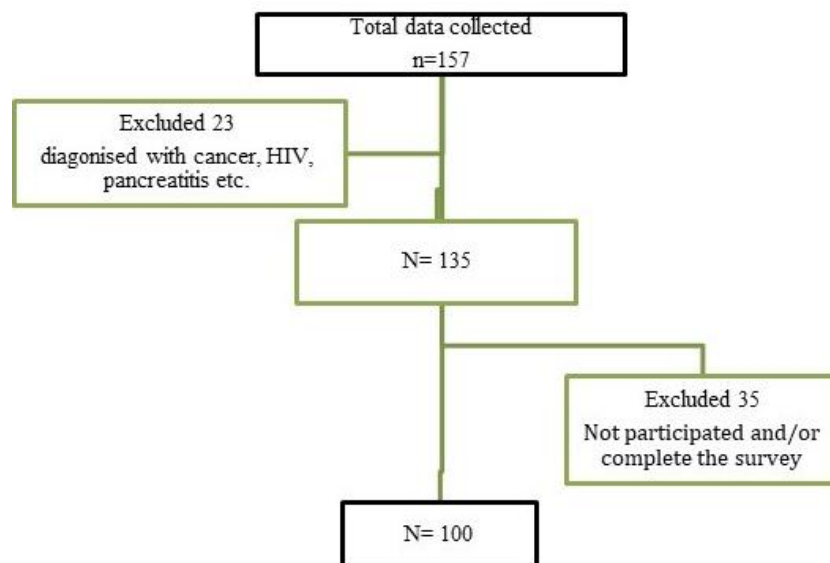 Total data collected
n=157
Excluded 23
diagonised with cancer, HIV,
pancreatitis etc.
N= 135
Excluded 35
Not participated and/or
complete the survey
N= 100